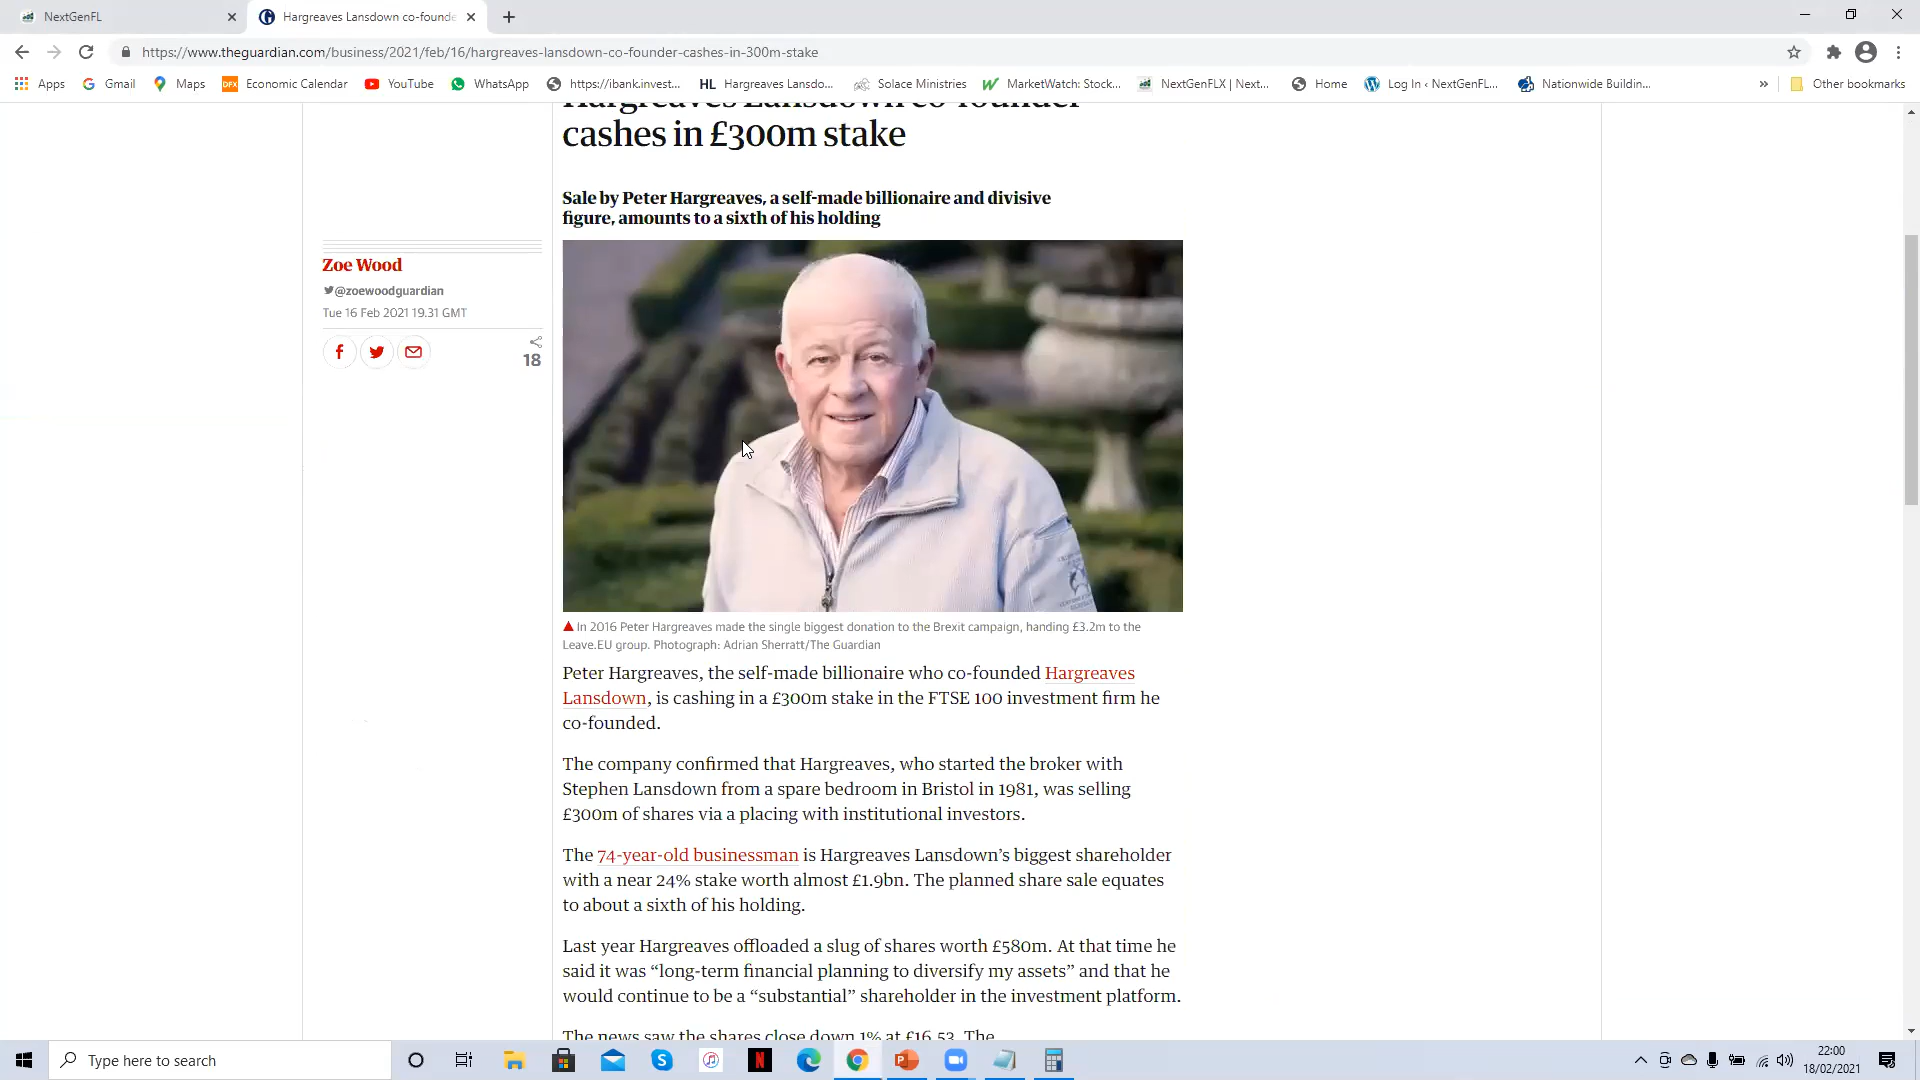 NextGenFL
Hargreaves Lansdown co-founde
https://www.theguardian.com/business/2021/feb/16/hargreaves-lansdown-co-founder-cashes-in-300m-stake
Apps
Gmail
Maps
DFX
Economic Calendar
YouTube
WhatsApp
https://ibank.invest...
HL
Hargreaves Lansdo...
Solace Ministries
MarketWatch: Stock...
NextGenFLX | Next...
Home
Log In ‹ NextGenFL...
Nationwide Buildin...
»
Other bookmarks
Hargreaves Lansdown co-founder
cashes in £300m stake
Sale by Peter Hargreaves, a self-made billionaire and divisive
figure, amounts to a sixth of his holding
Zoe Wood
@zoewoodguardian
Tue 16 Feb 2021 19.31 GMT
18
In 2016 Peter Hargreaves made the single biggest donation to the Brexit campaign, handing £3.2m to the
Leave.EU group. Photograph: Adrian Sherratt/The Guardian
Peter Hargreaves, the self-made billionaire who co-founded Hargreaves
Lansdown, is cashing in a £300m stake in the FTSE 100 investment firm he
co-founded.
The company confirmed that Hargreaves, who started the broker with
Stephen Lansdown from a spare bedroom in Bristol in 1981, was selling
£300m of shares via a placing with institutional investors.
The 74-year-old businessman is Hargreaves Lansdown’s biggest shareholder
with a near 24% stake worth almost £1.9bn. The planned share sale equates
to about a sixth of his holding.
Last year Hargreaves offloaded a slug of shares worth £580m. At that time he
said it was “long-term financial planning to diversify my assets” and that he
would continue to be a “substantial” shareholder in the investment platform.
The news saw the shares close down 1% at £16.53. The
Type here to search
22:00
18/02/2021